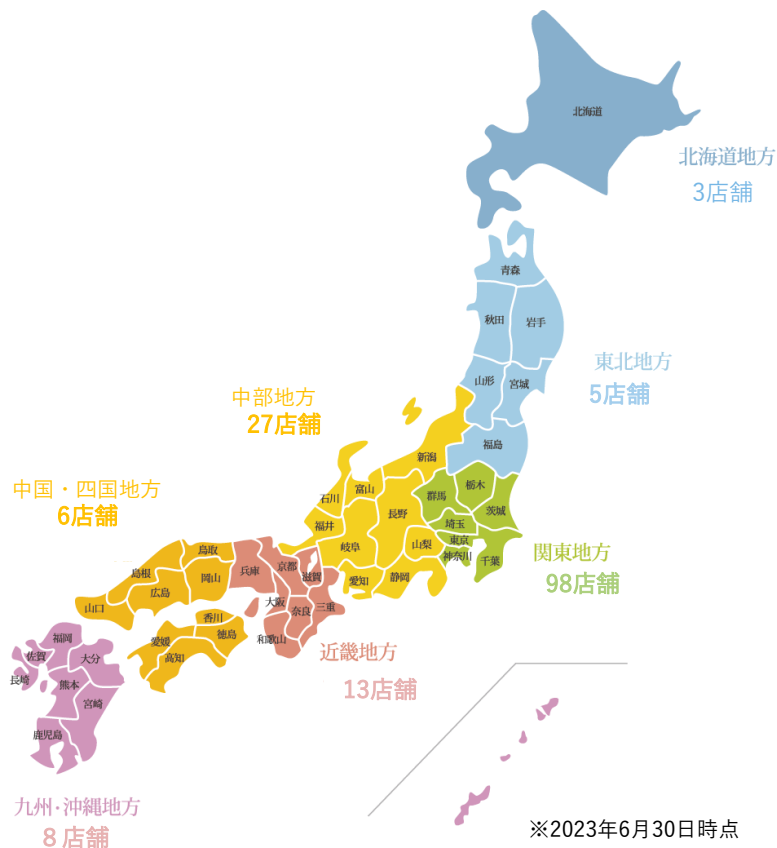 北海道
北海道地方
3店舗
青森
秋田
岩手
山形
宮城
福島
東北地方
5店舗
中部地方
27店舗
新潟
富山
石川
福井
長野
岐阜
山梨
愛知
静岡
群馬
栃木
茨城
埼玉
東京
神奈川
千葉
関東地方
98店舗
中国・四国地方
6店舗
鳥取
島根
岡山
広島
山口
香川
愛媛
徳島
高知
兵庫
京都
滋賀
大阪
奈良
三重
和歌山
近畿地方
13店舗
福岡
佐賀
大分
長埼
熊本
宮崎
鹿児島
九州・沖縄地方
8店舗
※2023年6月30日時点